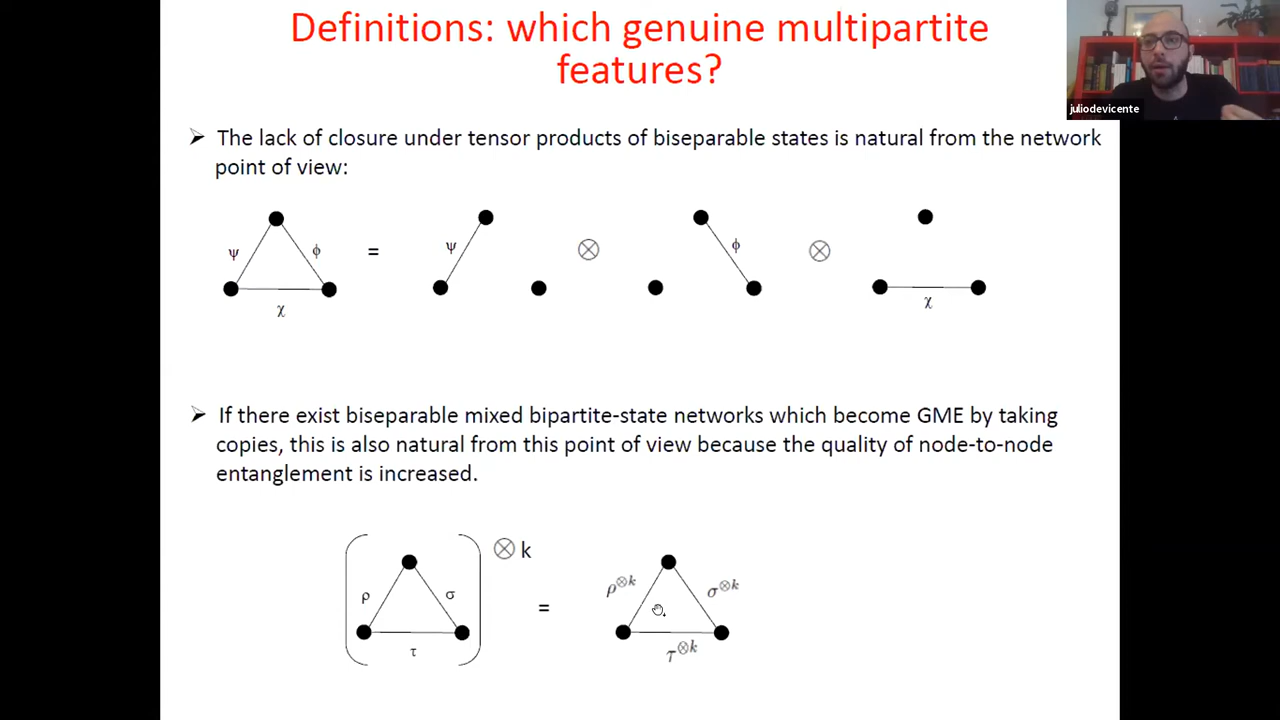 Definitions: which genuine multipartite
features?
juliodevicente
➢ The lack of closure under tensor products of biseparable states is natural from the network
point of view:
ψ ϕ = ψ ⊗ ϕ ⊗
χ χ
➢ If there exist biseparable mixed bipartite-state networks which become GME by taking
copies, this is also natural from this point of view because the quality of node-to-node
entanglement is increased.
⊗ k
ρ σ = ρ⊗k σ⊗k
τ τ⊗k